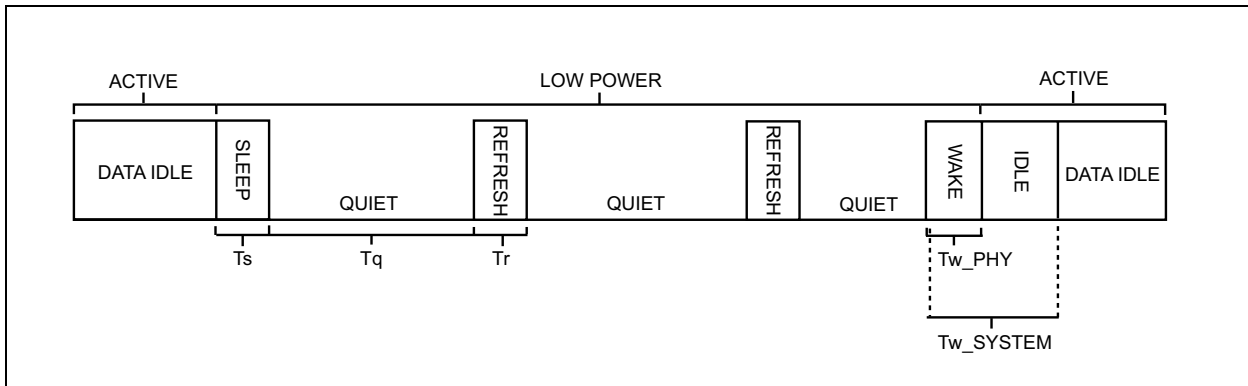 ACTIVE
LOW POWER
ACTIVE
DATA IDLE
SLEEP
QUIET
REFRESH
QUIET
REFRESH
QUIET
WAKE
IDLE
DATA IDLE
Ts
Tq
Tr
Tw_PHY
Tw_SYSTEM